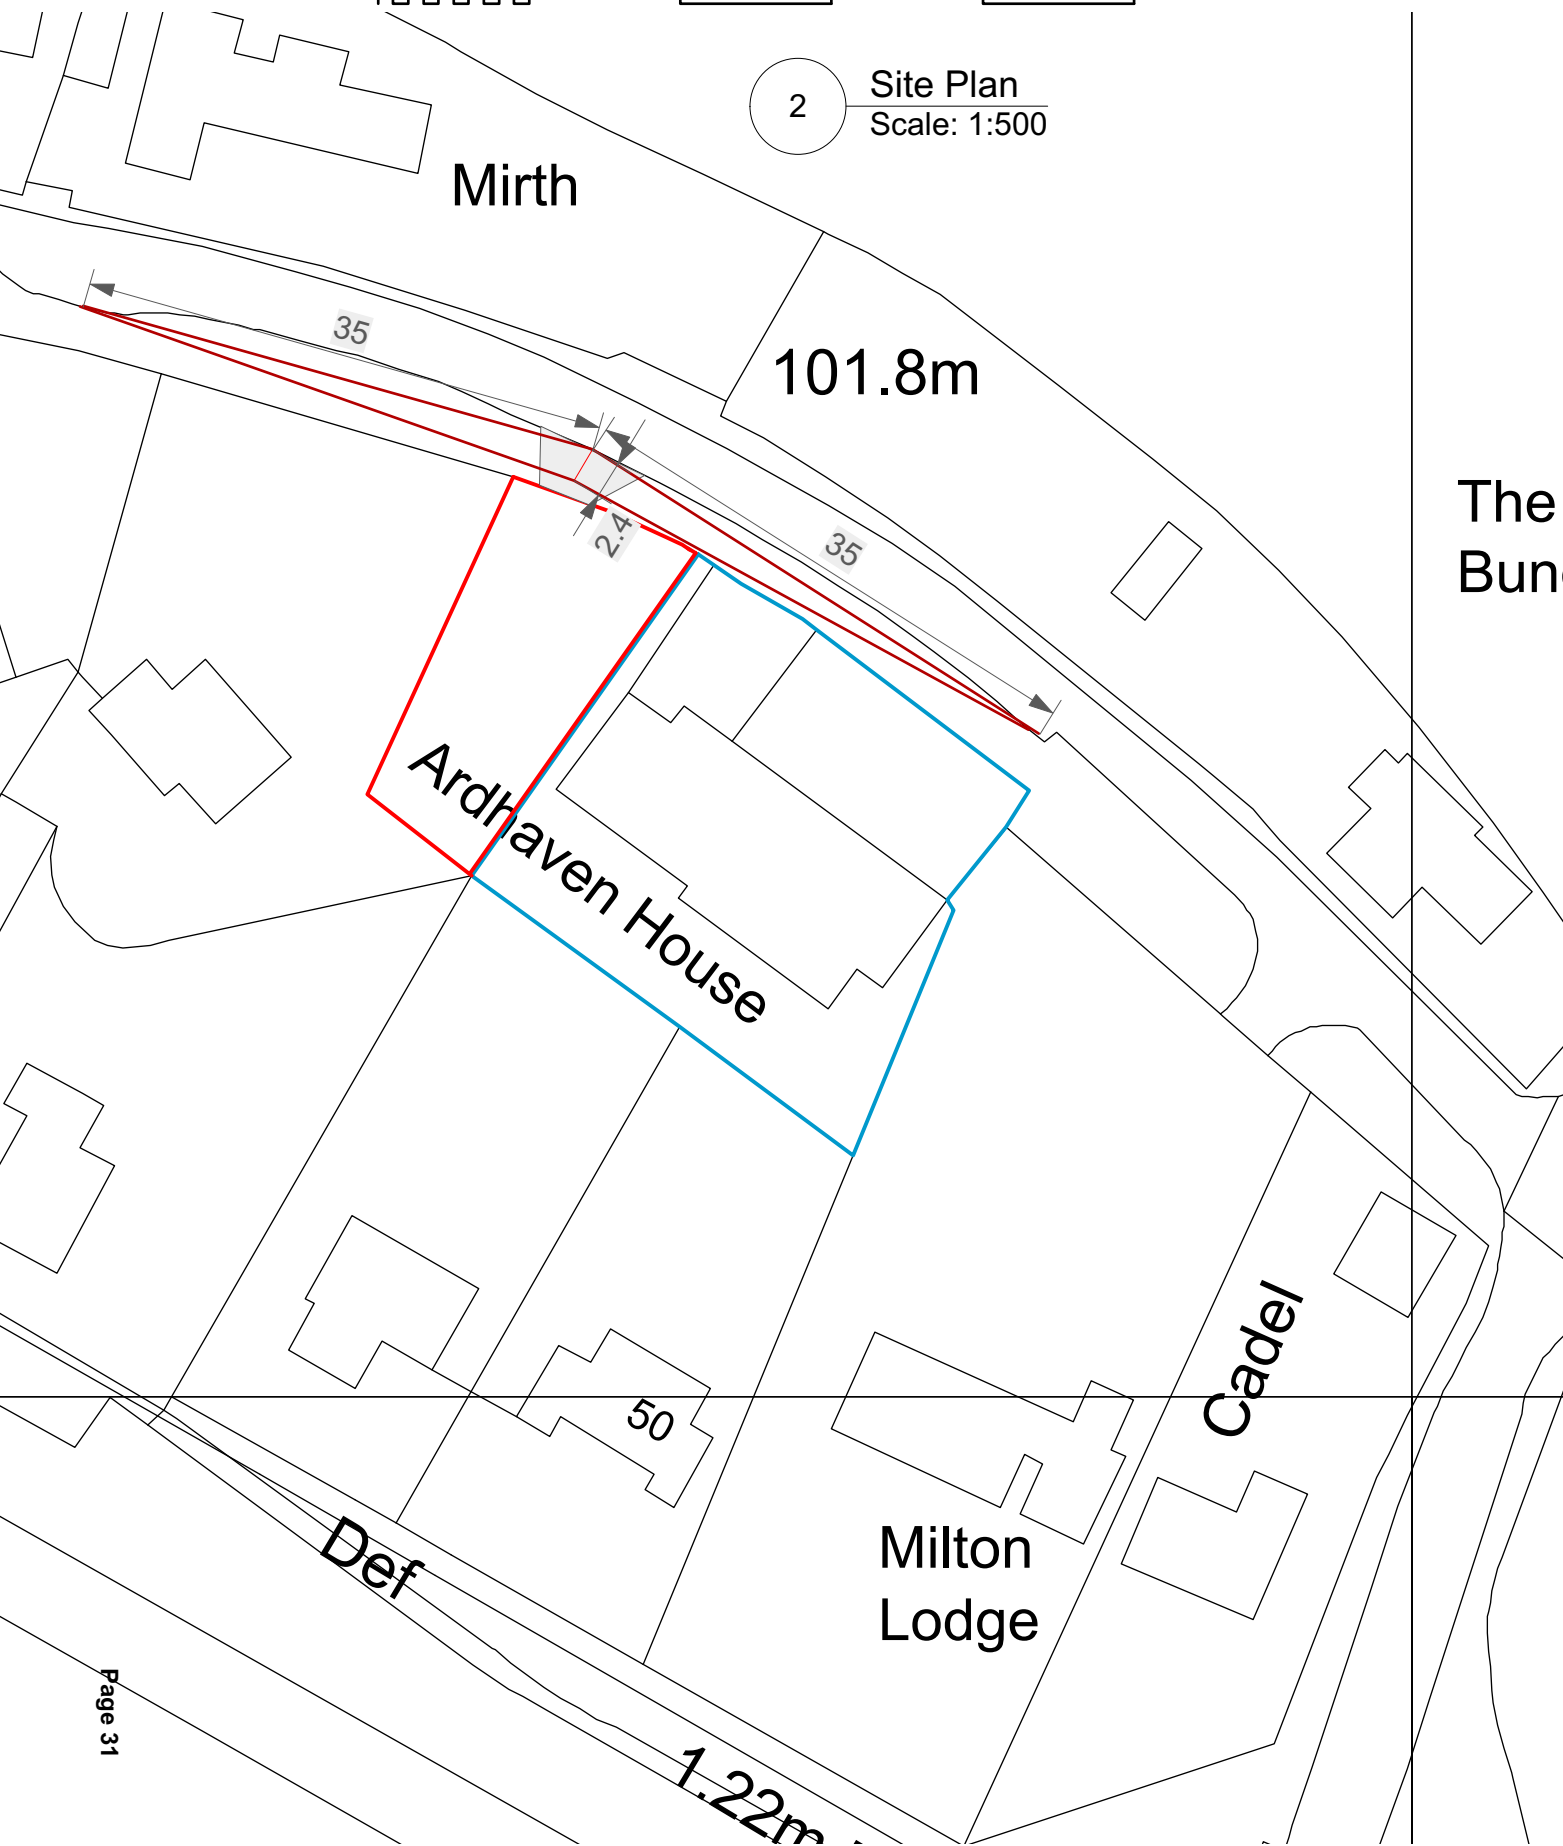 2
Site Plan
Scale: 1:500
Mirth
35
101.8m
The
2.4
35
Ardhaven House
Cadel
50
Milton
Lodge
Def
Page 31
1.22m